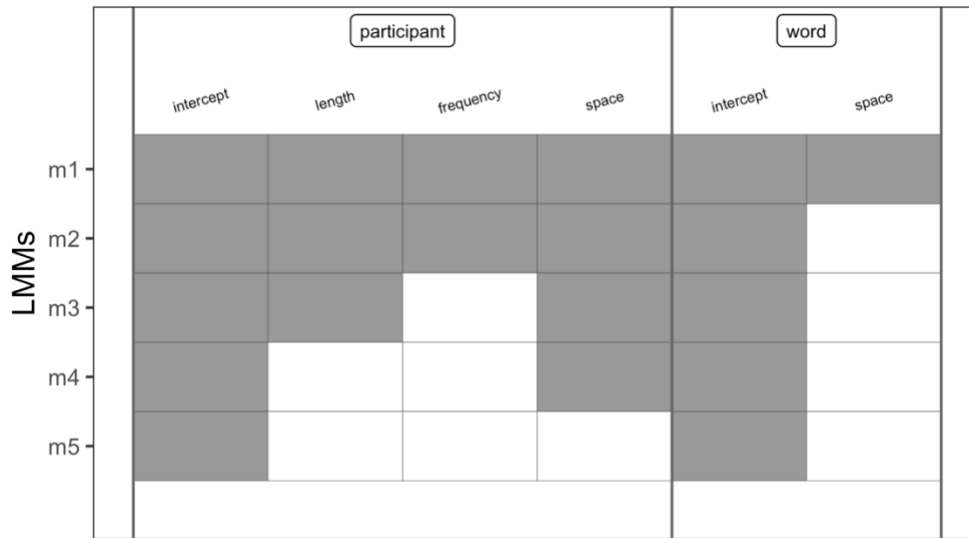 participant word
intercept length frequency space intercept space
LMMs
m1
m2
m3
m4
m5